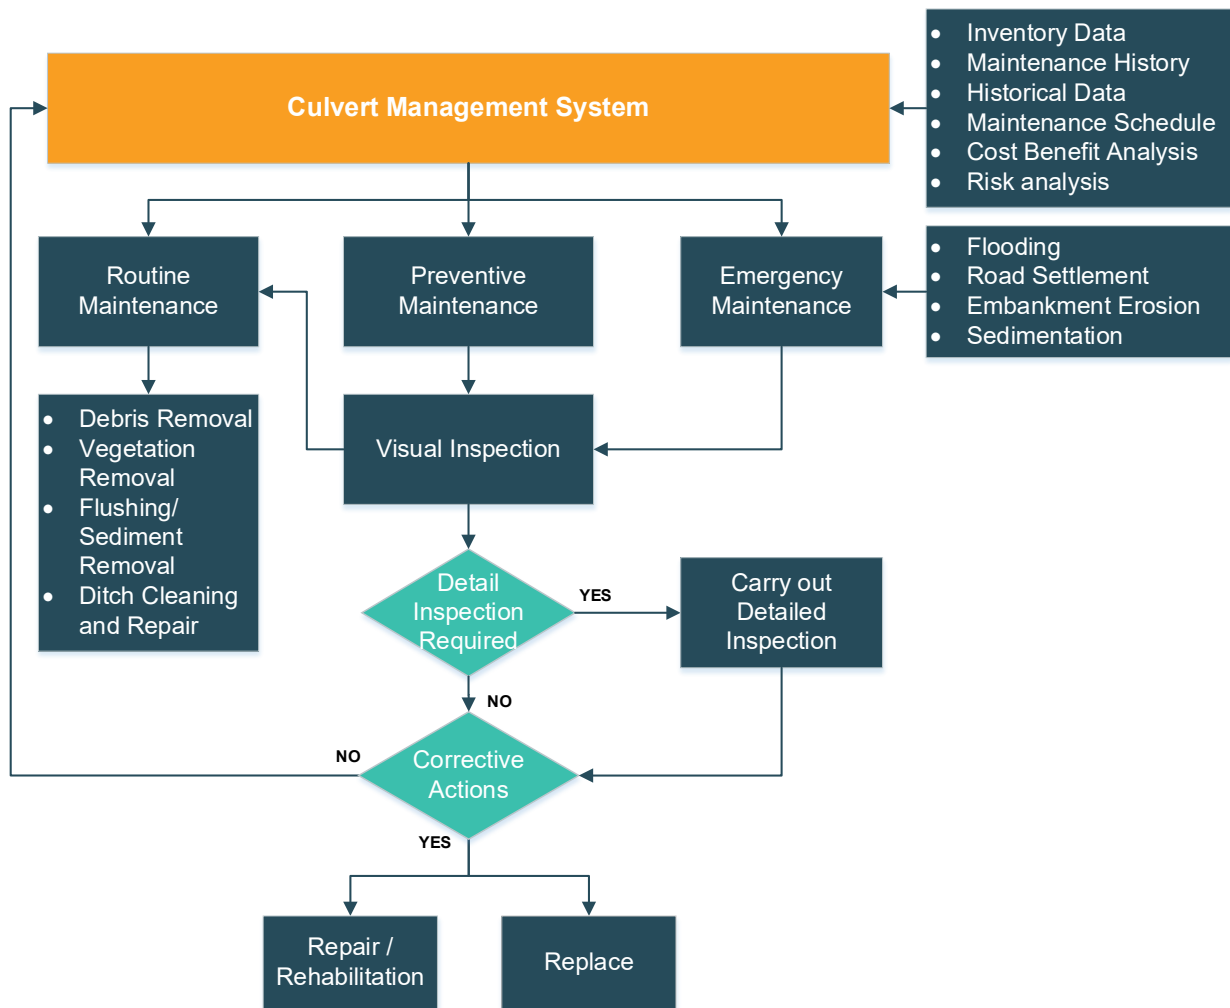 Culvert Management System
• Inventory Data
• Maintenance History
• Historical Data
• Maintenance Schedule
• Cost Benefit Analysis
• Risk analysis
Routine
Maintenance
Preventive
Maintenance
Emergency
Maintenance
• Flooding
• Road Settlement
• Embankment Erosion
• Sedimentation
• Debris Removal
• Vegetation
Removal
• Flushing/
Sediment
Removal
• Ditch Cleaning
and Repair
Visual Inspection
Detail
Inspection
Required
YES
Carry out
Detailed
Inspection
NO
NO
Corrective
Actions
YES
Repair /
Rehabilitation
Replace